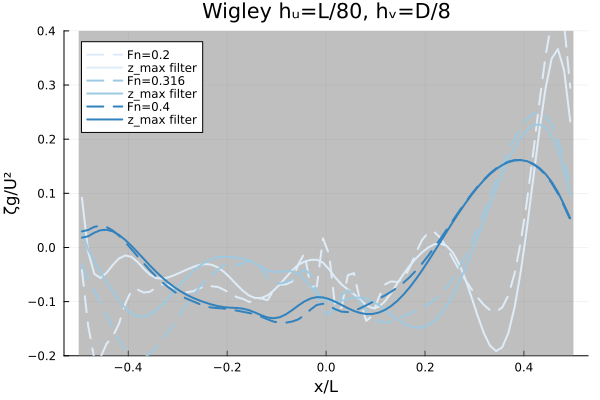 Wigley hᵤ=L/80, hᵥ=D/8
ζg/U²
0.4
0.3
0.2
0.1
0.0
−0.1
−0.2
Fn=0.2
z_max filter
Fn=0.316
z_max filter
Fn=0.4
z_max filter
−0.4
−0.2
0.0
0.2
0.4
x/L